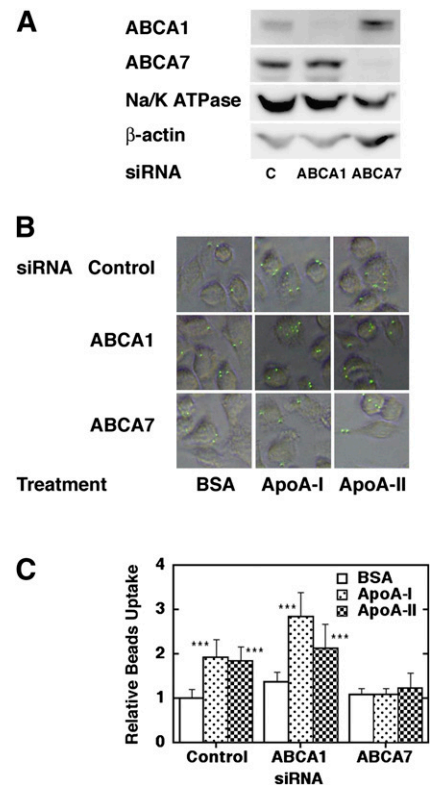 A
ABCA1
ABCA7
Na/K ATPase
β-actin
siRNA C ABCA1 ABCA7
B
siRNA Control
ABCA1
ABCA7
Treatment BSA ApoA-I ApoA-II
C
Relative Beads Uptake
4
3
2
1
0
BSA
ApoA-I
ApoA-II
*** ***
*** ***
Control ABCA1 ABCA7
siRNA